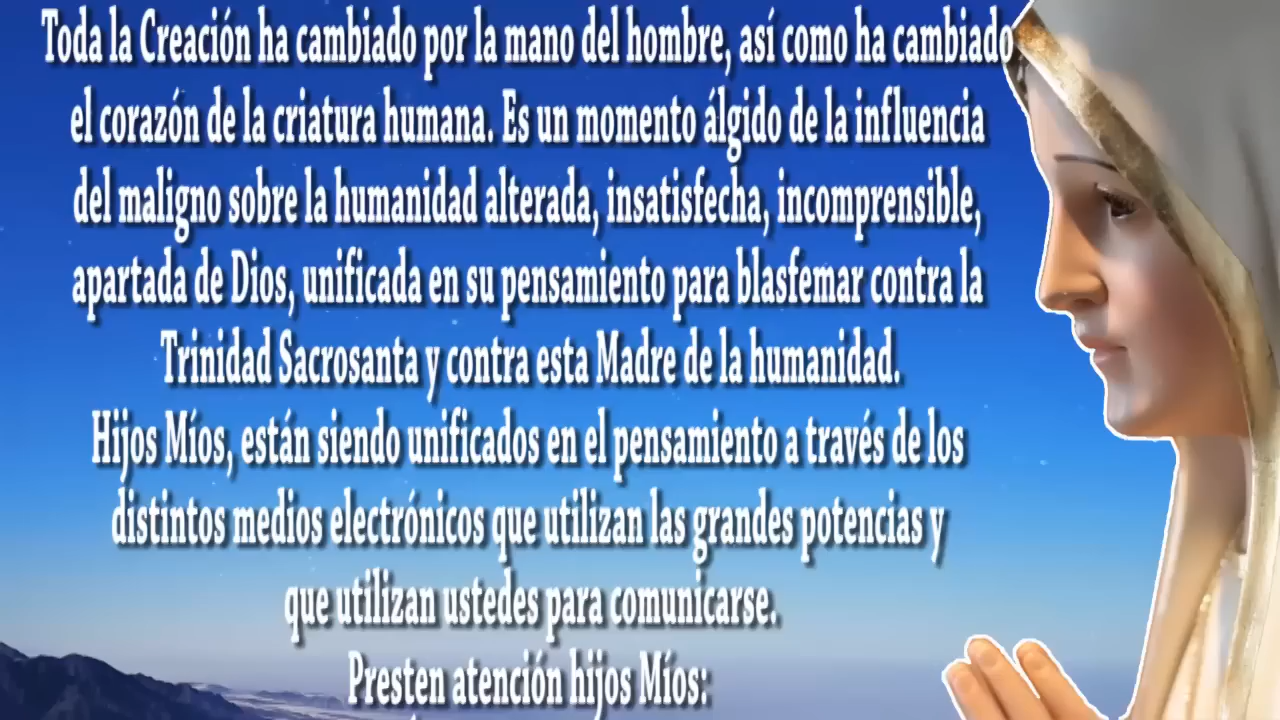 Toda la Creación ha cambiado por la mano del hombre, así como ha cambiado
el corazón de la criatura humana. Es un momento álgido de la influencia
del maligno sobre la humanidad alterada, insatisfecha, incomprensible,
apartada de Dios, unificada en su pensamiento para blasfemar contra la
Trinidad Sacrosanta y contra esta Madre de la humanidad.
Hijos Míos, están siendo unificados en el pensamiento a través de los
distintos medios electrónicos que utilizan las grandes potencias y
que utilizan ustedes para comunicarse.
Presten atención hijos Míos: